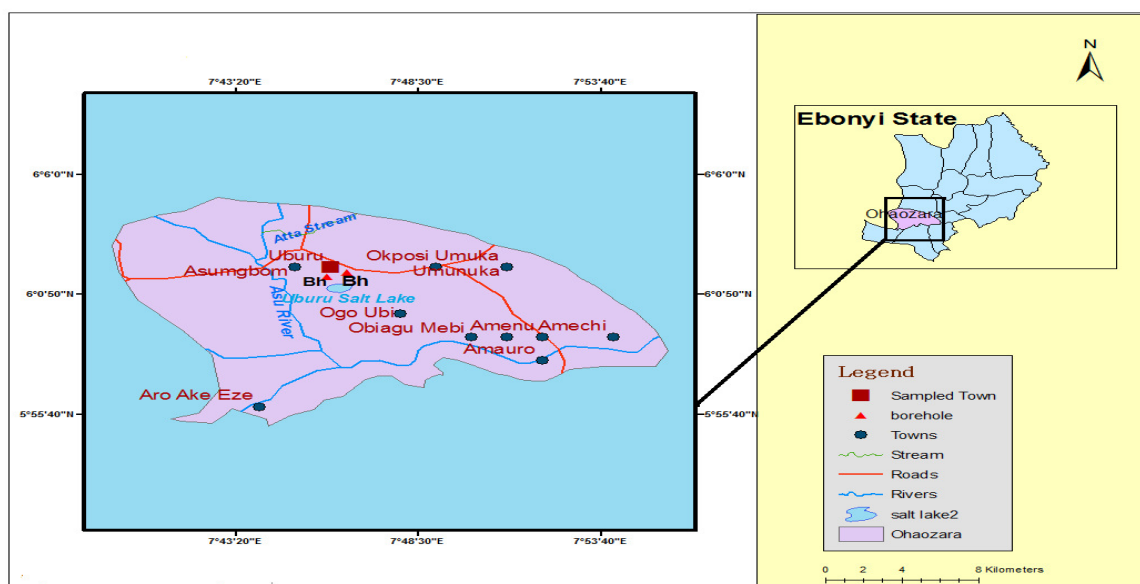 7°43'20"E
7°48'30"E
7°53'40"E
N
Ebonyi State
Ohaozara
6°6'0"N
6°6'0"N
Atta Stream
Uburu
Okposi Umuka
Asumgbom
Umunuka
Bh
Bh
6°0'50"N
6°0'50"N
Uburu Salt Lake
Asu River
Ogo Ubi
Obiagu Mebi
Amenu
Amechi
Amauro
Aro Ake Eze
5°55'40"N
5°55'40"N
7°43'20"E
7°48'30"E
7°53'40"E
Legend
Sampled Town
borehole
Towns
Stream
Roads
Rivers
salt lake2
Ohaozara
0 2 4 8 Kilometers